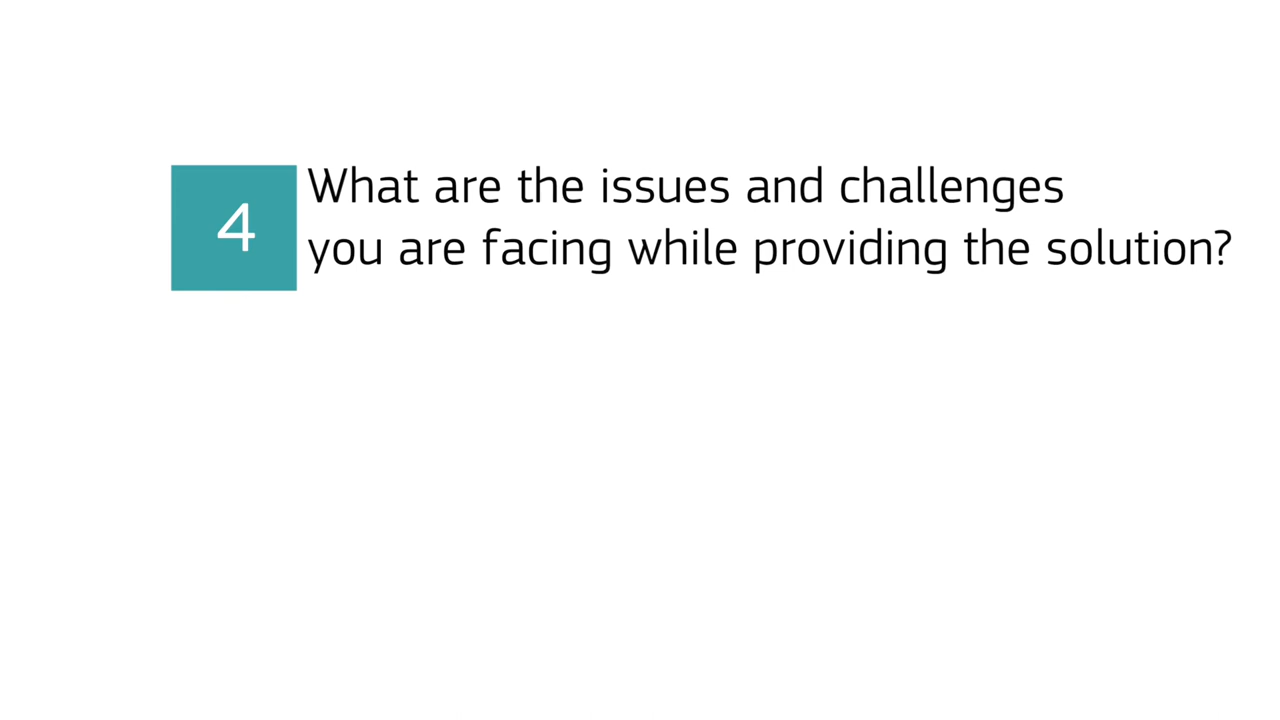 4
What are the issues and challenges
you are facing while providing the solution?